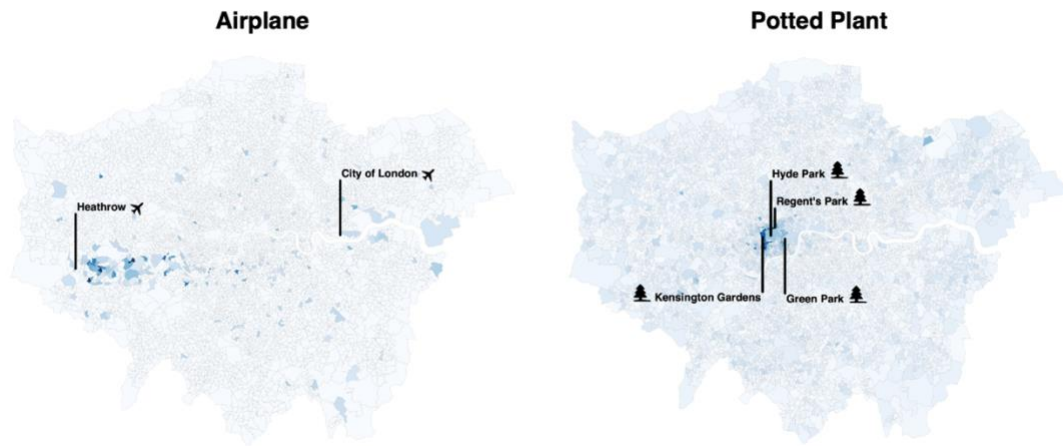 Airplane
Potted Plant
City of London
Heathrow
Hyde Park
Regent's Park
Kensington Gardens
Green Park